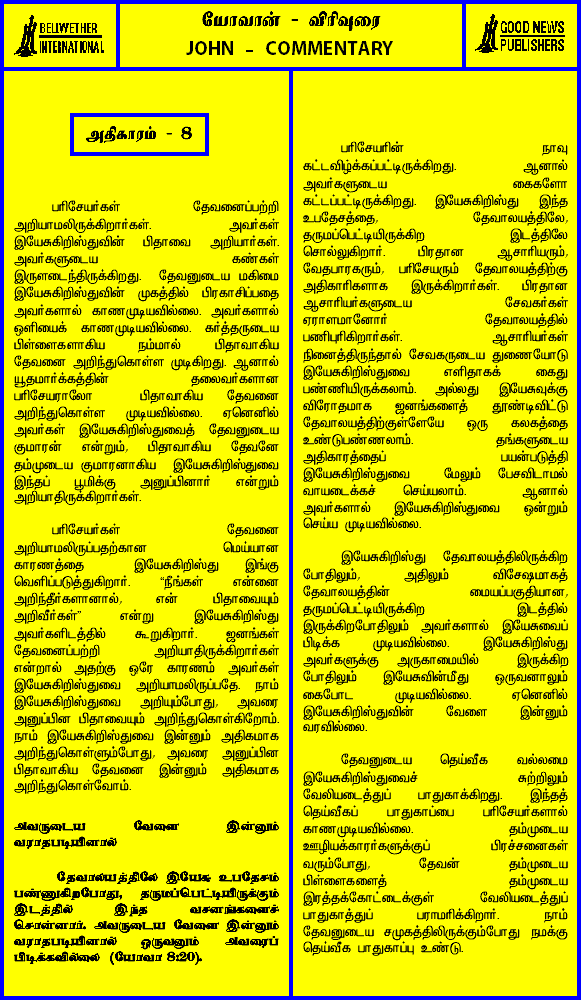 BELWETHER
INTERNATIONAL
யோவான் - விரிவுரை
JOHN - COMMENTARY
GOOD NEWS
PUBLISHERS
அதிகாரம் - 8
பரிசேயர்கள் தேவனைப்பற்றி
அறியாமலிருக்கிறார்கள். அவர்கள்
இயேசுகிறிஸ்துவின் பிதாவை அறியார்கள்.
அவர்களுடைய கண்கள்
இருளடைந்திருக்கிறது. தேவனுடைய மகிமை
இயேசுகிறிஸ்துவின் முகத்தில் பிரகாசிப்பதை
அவர்களால் காணமுடியவில்லை. அவர்களால்
ஒளியைக் காணமுடியவில்லை. கர்த்தருடைய
பிள்ளைகளாகிய நம்மால் பிதாவாகிய
தேவனை அறிந்துகொள்ள முடிகிறது. ஆனால்
யூதமார்க்கத்தின் தலைவர்களான
பரிசேயராலோ பிதாவாகிய தேவனை
அறிந்துகொள்ள முடியவில்லை. ஏனெனில்
அவர்கள் இயேசுகிறிஸ்துவைத் தேவனுடைய
குமாரன் என்றும், பிதாவாகிய தேவனே
தம்முடைய குமாரனாகிய இயேசுகிறிஸ்துவை
இந்தப் பூமிக்கு அனுப்பினார் என்றும்
அறியாதிருக்கிறார்கள்.
பரிசேயர்கள் தேவனை
அறியாமலிருப்பதற்கான மெய்யான
காரணத்தை இயேசுகிறிஸ்து இங்கு
வெளிப்படுத்துகிறார். “நீங்கள் என்னை
அறிந்தீர்களானால், என் பிதாவையும்
அறிவீர்கள்” என்று இயேசுகிறிஸ்து
அவர்களிடத்தில் கூறுகிறார். ஜனங்கள்
தேவனைப்பற்றி அறியாதிருக்கிறார்கள்
என்றால் அதற்கு ஒரே காரணம் அவர்கள்
இயேசுகிறிஸ்துவை அறியாமலிருப்பதே. நாம்
இயேசுகிறிஸ்துவை அறியும்போது, அவரை
அனுப்பின பிதாவையும் அறிந்துகொள்கிறோம்.
நாம் இயேசுகிறிஸ்துவை இன்னும் அதிகமாக
அறிந்துகொள்ளும்போது, அவரை அனுப்பின
பிதாவாகிய தேவனை இன்னும் அதிகமாக
அறிந்துகொள்வோம்.
அவருடைய வேளை இன்னும்
வராதபடியினால்
தேவாலயத்திலே இயேசு உபதேசம்
பண்ணுகிறபோது, தருமப்பெட்டியிருக்கும்
இடத்தில் இந்த வசனங்களைச்
சொன்னார். அவருடைய வேளை இன்னும்
வராதபடியினால் ஒருவனும் அவரைப்
பிடிக்கவில்லை (யோவா 8:20).
பரிசேயரின் நாவு
கட்டவிழ்க்கப்பட்டிருக்கிறது. ஆனால்
அவர்களுடைய கைகளோ
கட்டப்பட்டிருக்கிறது. இயேசுகிறிஸ்து இந்த
உபதேசத்தை, தேவாலயத்திலே,
தருமப்பெட்டியிருக்கிற இடத்திலே
சொல்லுகிறார். பிரதான ஆசாரியரும்,
வேதபாரகரும், பரிசேயரும் தேவாலயத்திற்கு
அதிகாரிகளாக இருக்கிறார்கள். பிரதான
ஆசாரியர்களுடைய சேவகர்கள்
ஏராளமானோர் தேவாலயத்தில்
பணிபுரிகிறார்கள். ஆசாரியர்கள்
நினைத்திருந்தால் சேவகருடைய துணையோடு
இயேசுகிறிஸ்துவை எளிதாகக் கைது
பண்ணியிருக்கலாம். அல்லது இயேசுவுக்கு
விரோதமாக ஜனங்களைத் தூண்டிவிட்டு
தேவாலயத்திற்குள்ளேயே ஒரு கலகத்தை
உண்டுபண்ணலாம். தங்களுடைய
அதிகாரத்தைப் பயன்படுத்தி
இயேசுகிறிஸ்துவை மேலும் பேசவிடாமல்
வாயடைக்கச் செய்யலாம். ஆனால்
அவர்களால் இயேசுகிறிஸ்துவை ஒன்றும்
செய்ய முடியவில்லை.
இயேசுகிறிஸ்து தேவாலயத்திலிருக்கிற
போதிலும், அதிலும் விசேஷமாகத்
தேவாலயத்தின் மையப்பகுதியான,
தருமப்பெட்டியிருக்கிற இடத்தில்
இருக்கிறபோதிலும் அவர்களால் இயேசுவைப்
பிடிக்க முடியவில்லை. இயேசுகிறிஸ்து
அவர்களுக்கு அருகாமையில் இருக்கிற
போதிலும் இயேசுவின்மீது ஒருவனாலும்
கைபோட முடியவில்லை. ஏனெனில்
இயேசுகிறிஸ்துவின் வேளை இன்னும்
வரவில்லை.
தேவனுடைய தெய்வீக வல்லமை
இயேசுகிறிஸ்துவைச் சுற்றிலும்
வேலியடைத்துப் பாதுகாக்கிறது. இந்தத்
தெய்வீகப் பாதுகாப்பை பரிசேயர்களால்
காணமுடியவில்லை. தம்முடைய
ஊழியக்காரர்களுக்குப் பிரச்சனைகள்
வரும்போது, தேவன் தம்முடைய
பிள்ளைகளைத் தம்முடைய
இரத்தக்கோட்டைக்குள் வேலியடைத்துப்
பாதுகாத்துப் பராமரிக்கிறார். நாம்
தேவனுடைய சமுகத்திலிருக்கும்போது நமக்கு
தெய்வீக பாதுகாப்பு உண்டு.